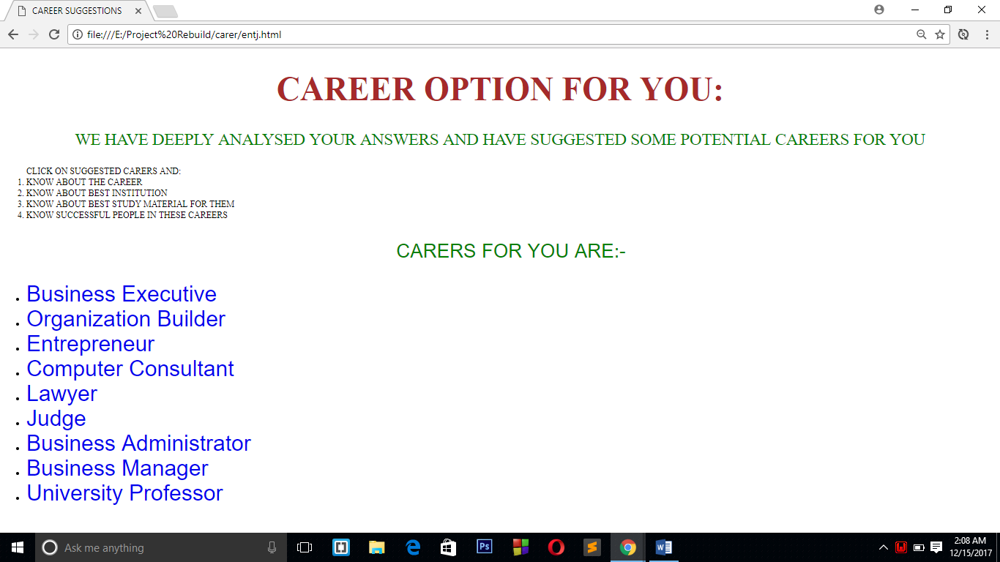 CAREER SUGGESTIONS
file:///E:/Project%20Rebuild/carer/entj.html
CAREER OPTION FOR YOU:
WE HAVE DEEPLY ANALYSED YOUR ANSWERS AND HAVE SUGGESTED SOME POTENTIAL CAREERS FOR YOU
CLICK ON SUGGESTED CARERS AND:
1. KNOW ABOUT THE CAREER
2. KNOW ABOUT BEST INSTITUTION
3. KNOW ABOUT BEST STUDY MATERIAL FOR THEM
4. KNOW SUCCESSFUL PEOPLE IN THESE CAREERS
CARERS FOR YOU ARE:-
• Business Executive
• Organization Builder
• Entrepreneur
• Computer Consultant
• Lawyer
• Judge
• Business Administrator
• Business Manager
• University Professor
Ask me anything
Ps
2:08 AM
12/15/2017